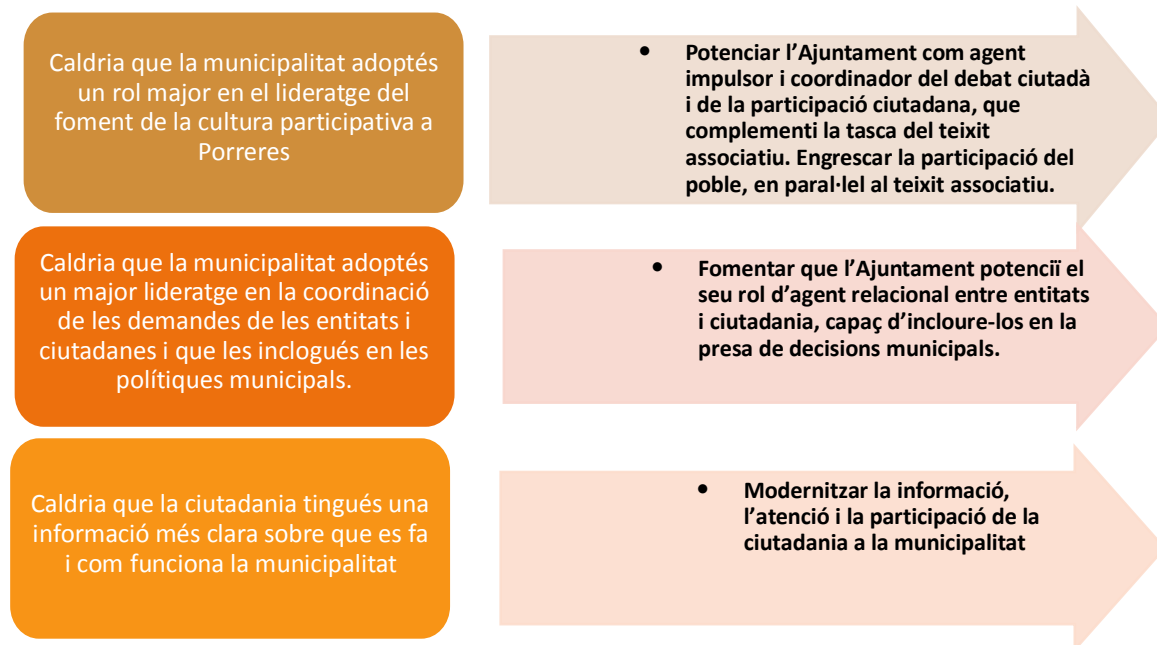 Caldria que la municipalitat adoptés
un rol major en el lideratge del
foment de la cultura participativa a
Porreres
• Potenciar l’Ajuntament com agent
impulsor i coordinador del debat ciutadà
i de la participació ciutadana, que
complementi la tasca del teixit
associatiu. Engrescar la participació del
poble, en paral·lel al teixit associatiu.
Caldria que la municipalitat adoptés
un major lideratge en la coordinació
de les demandes de les entitats i
ciutadanes i que les inclogués en les
polítiques municipals.
• Fomentar que l’Ajuntament potenciï el
seu rol d’agent relacional entre entitats
i ciutadania, capaç d’incloure-los en la
presa de decisions municipals.
Caldria que la ciutadania tingués una
informació més clara sobre que es fa
i com funciona la municipalitat
• Modernitzar la informació,
l’atenció i la participació de la
ciutadania a la municipalitat